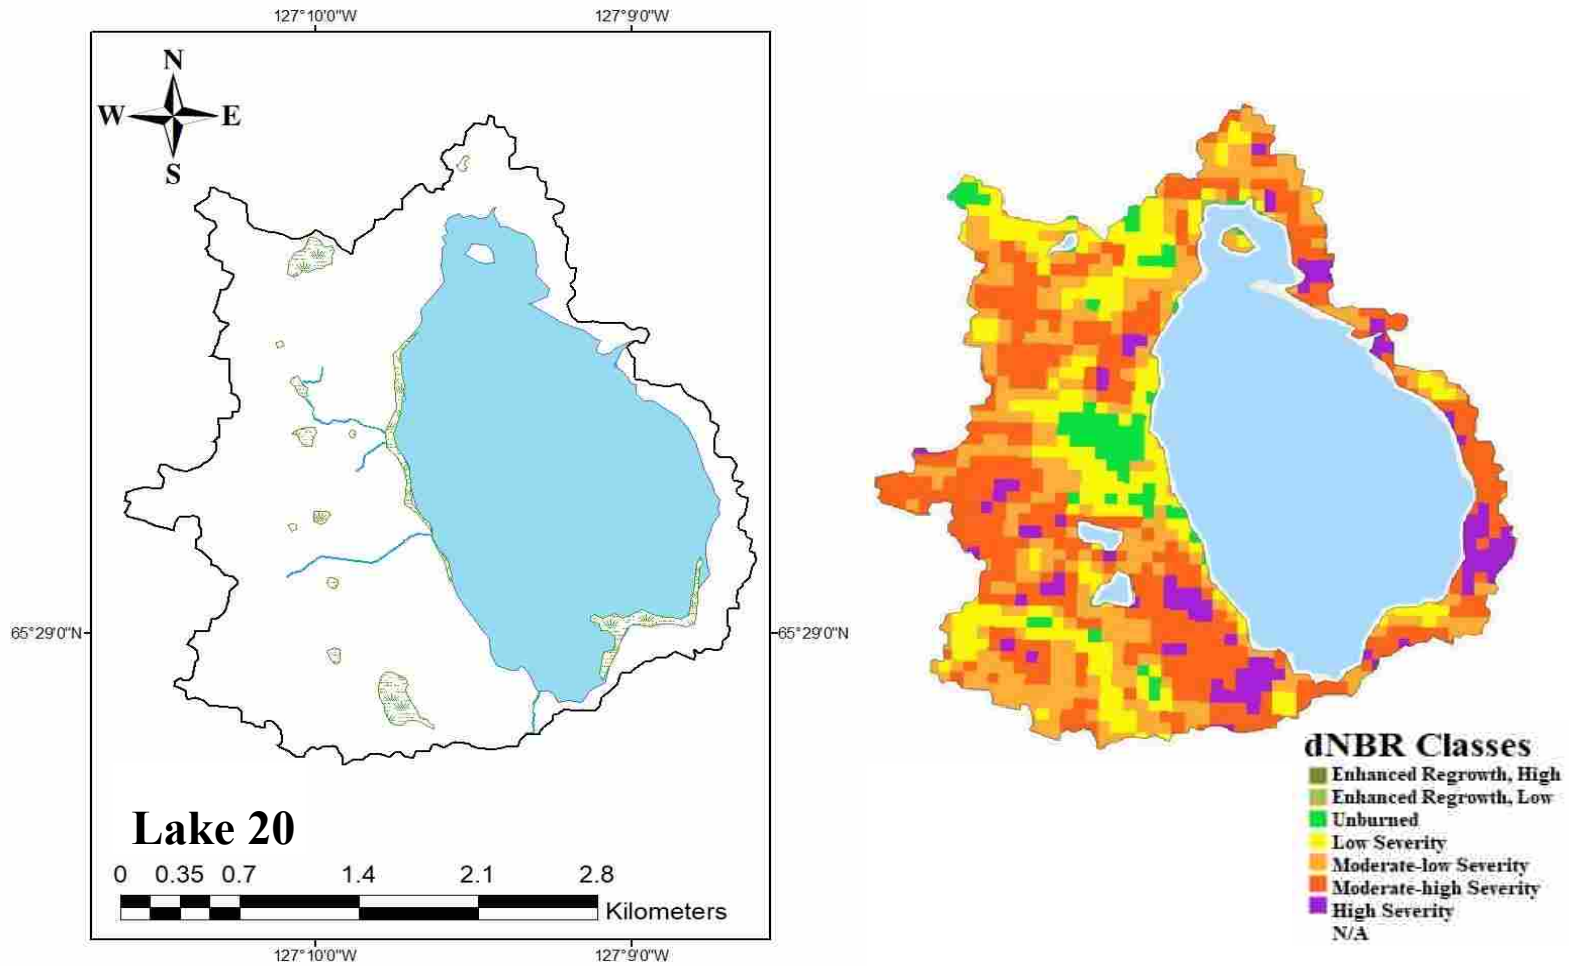 127°10'0"W 127°9'0"W
N
W E
S
65°29'0"N 65°29'0"N
Lake 20
0 0.35 0.7 1.4 2.1 2.8
Kilometers
127°10'0"W 127°9'0"W
dNBR Classes
Enhanced Regrowth, High
Enhanced Regrowth, Low
Unburned
Low Severity
Moderate-low Severity
Moderate-high Severity
High Severity
N/A